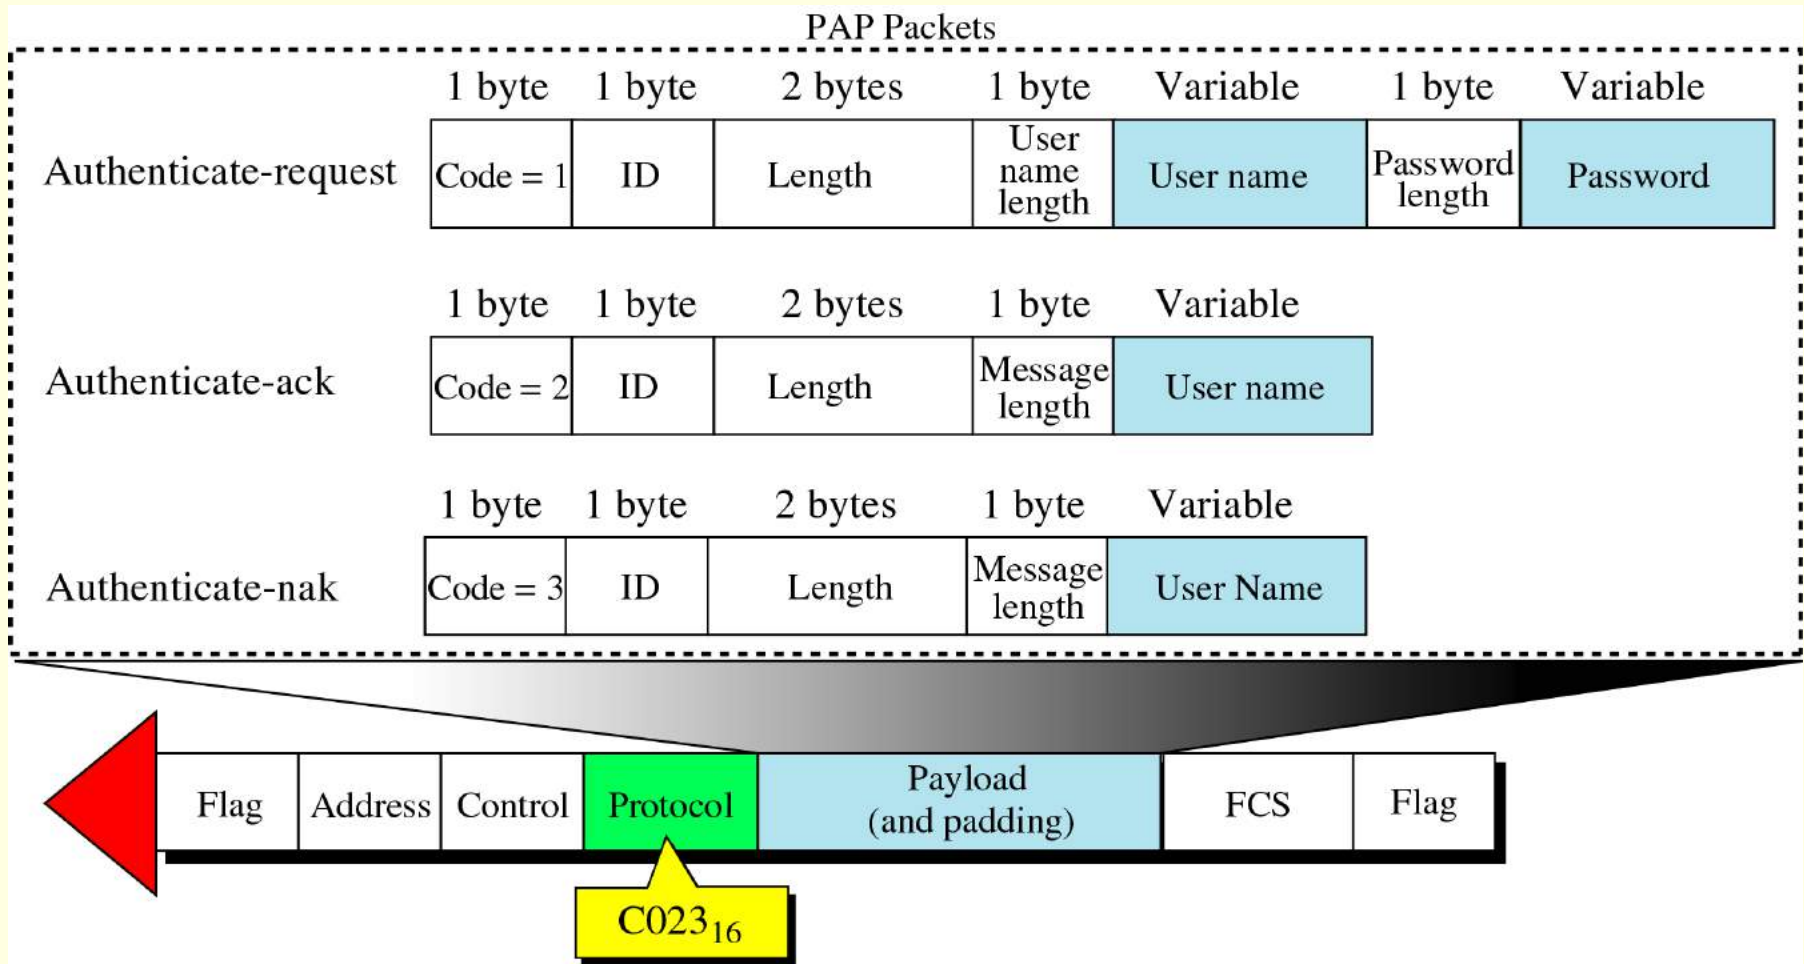 PAP Packets
1 byte 1 byte 2 bytes 1 byte Variable 1 byte Variable
Authenticate-request
Code = 1
ID
Length
User
name
length
User name
Password
length
Password
1 byte 1 byte 2 bytes 1 byte Variable
Authenticate-ack
Code = 2
ID
Length
Message
length
User name
1 byte 1 byte 2 bytes 1 byte Variable
Authenticate-nak
Code = 3
ID
Length
Message
length
User Name
Flag
Address
Control
Protocol
Payload
(and padding)
FCS
Flag
C023₁₆